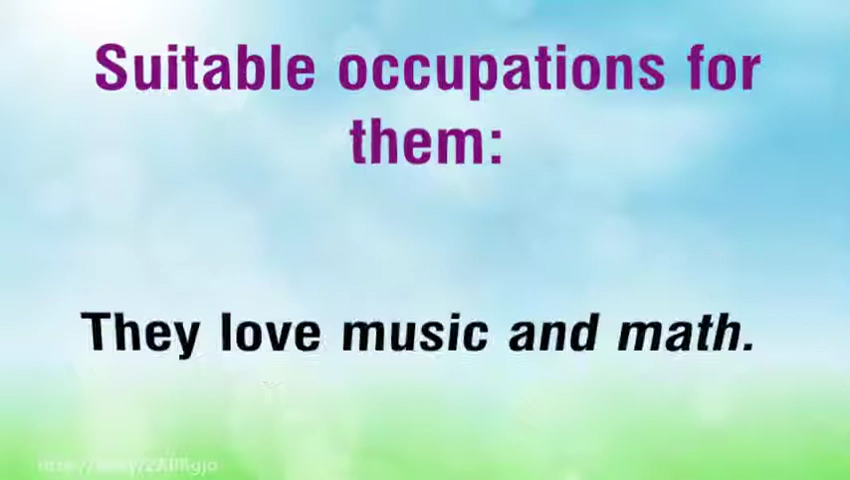 Suitable occupations for
them:
They love music and math.